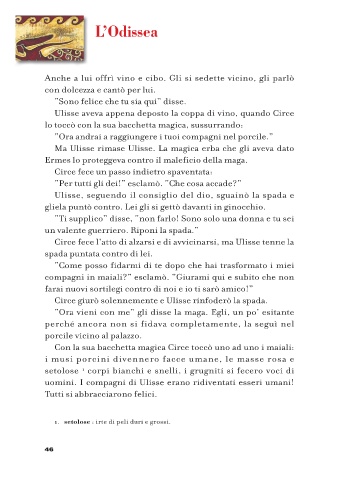 L'Odissea
Anche a lui offrì vino e cibo. Gli si sedette vicino, gli parlò
con dolcezza e cantò per lui.
"Sono felice che tu sia qui" disse.
Ulisse aveva appena deposto la coppa di vino, quando Circe
lo toccò con la sua bacchetta magica, sussurrando:
"Ora andrai a raggiungere i tuoi compagni nel porcile."
Ma Ulisse rimase Ulisse. La magica erba che gli aveva dato
Ermes lo proteggeva contro il maleficio della maga.
Circe fece un passo indietro spaventata:
"Per tutti gli dei!" esclamò. "Che cosa accade?"
Ulisse, seguendo il consiglio del dio, sguainò la spada e
gliela puntò contro. Lei gli si gettò davanti in ginocchio.
"Ti supplico" disse, "non farlo! Sono solo una donna e tu sei
un valente guerriero. Riponi la spada."
Circe fece l'atto di alzarsi e di avvicinarsi, ma Ulisse tenne la
spada puntata contro di lei.
"Come posso fidarmi di te dopo che hai trasformato i miei
compagni in maiali?" esclamò. "Giurami qui e subito che non
farai nuovi sortilegi contro di noi e io ti sarò amico!"
Circe giurò solennemente e Ulisse rinfoderò la spada.
"Ora vieni con me" gli disse la maga. Egli, un po' esitante
perché ancora non si fidava completamente, la seguì nel
porcile vicino al palazzo.
Con la sua bacchetta magica Circe toccò uno ad uno i maiali:
i musi porcini divennero facce umane, le masse rosa e
setolose ¹ corpi bianchi e snelli, i grugniti si fecero voci di
uomini. I compagni di Ulisse erano ridiventati esseri umani!
Tutti si abbracciarono felici.
1. setolose : irte di peli duri e grossi.
46